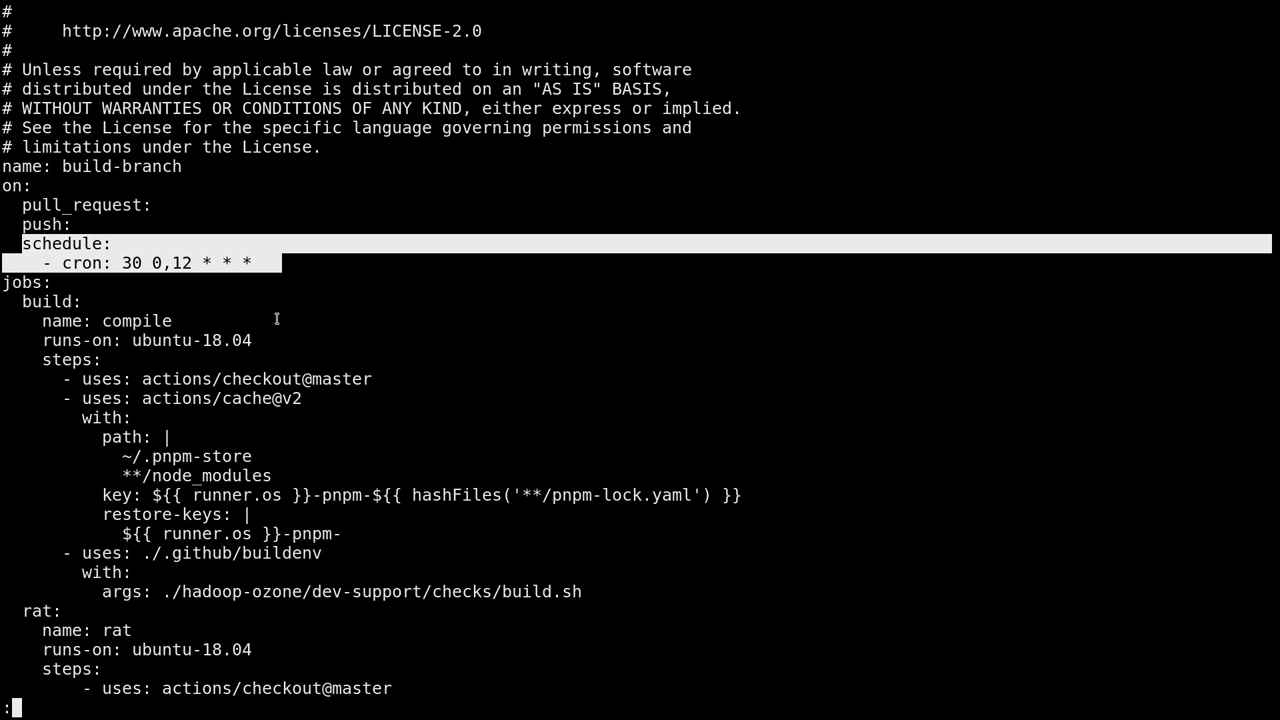 #
#     http://www.apache.org/licenses/LICENSE-2.0
#
# Unless required by applicable law or agreed to in writing, software
# distributed under the License is distributed on an "AS IS" BASIS,
# WITHOUT WARRANTIES OR CONDITIONS OF ANY KIND, either express or implied.
# See the License for the specific language governing permissions and
# limitations under the License.
name: build-branch
on:
  pull_request:
  push:
  schedule:
    - cron: 30 0,12 * * *
jobs:
  build:
    name: compile
    runs-on: ubuntu-18.04
    steps:
      - uses: actions/checkout@master
      - uses: actions/cache@v2
        with:
          path: |
            ~/.pnpm-store
            **/node_modules
          key: ${{ runner.os }}-pnpm-${{ hashFiles('**/pnpm-lock.yaml') }}
          restore-keys: |
            ${{ runner.os }}-pnpm-
      - uses: ./.github/buildenv
        with:
          args: ./hadoop-ozone/dev-support/checks/build.sh
  rat:
    name: rat
    runs-on: ubuntu-18.04
    steps:
        - uses: actions/checkout@master
: